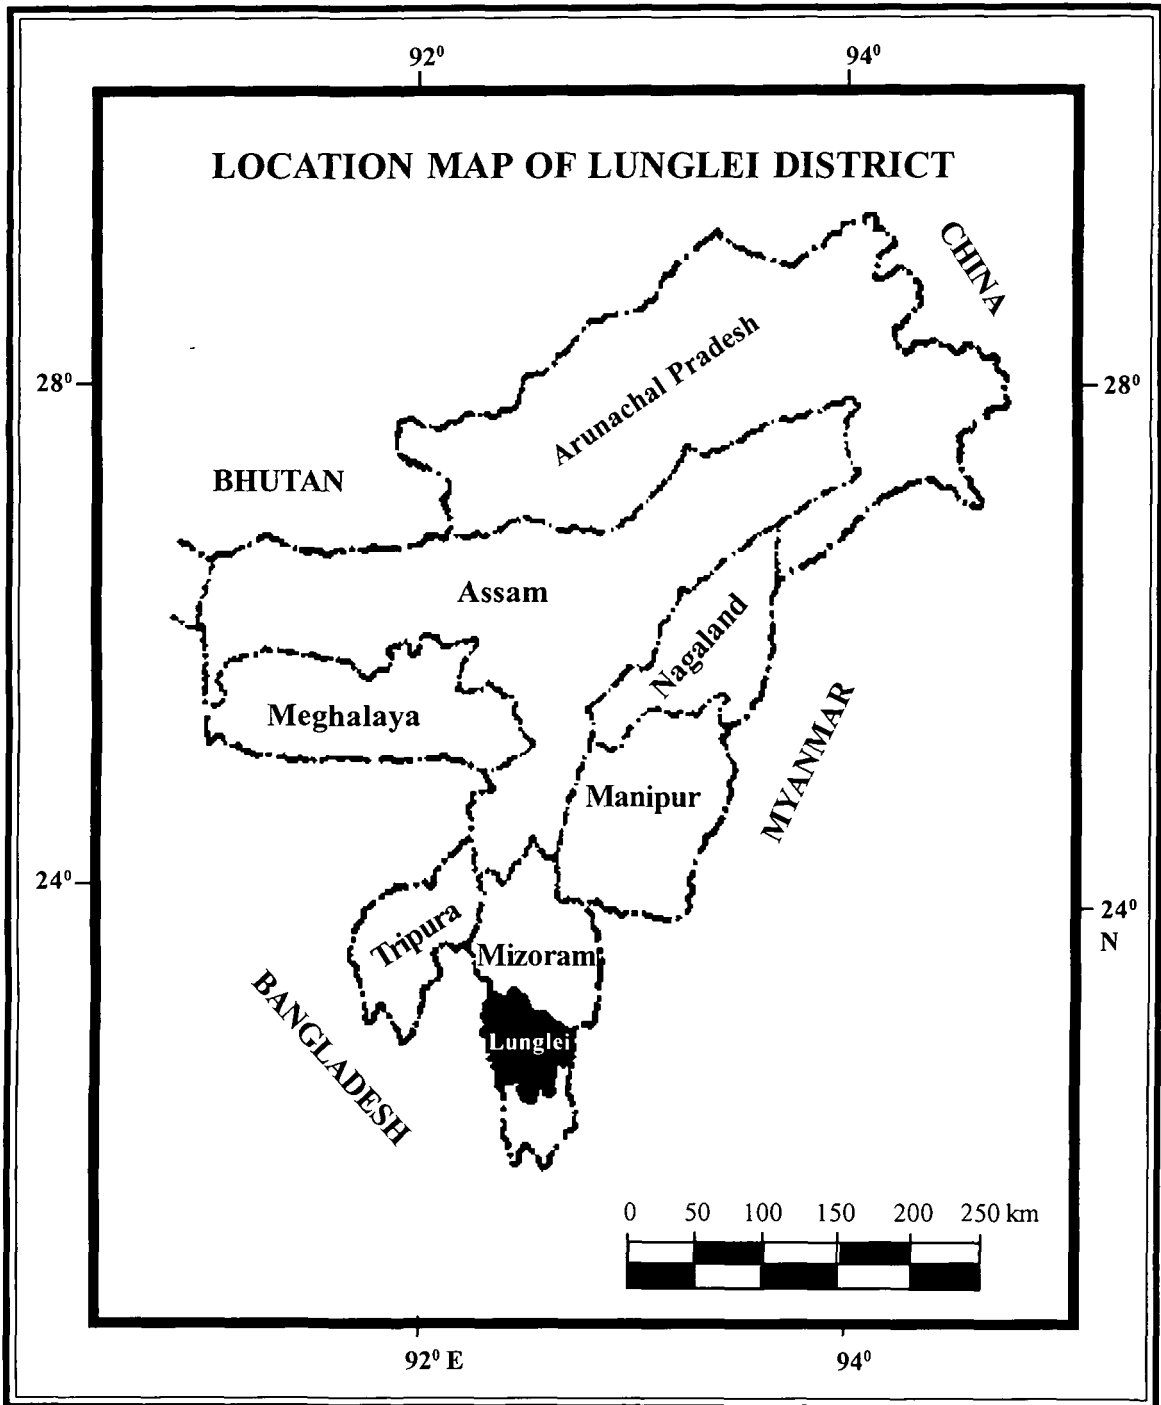 92⁰ 94⁰
LOCATION MAP OF LUNGLEI DISTRICT
CHINA
Arunachal Pradesh
28⁰ 28⁰
BHUTAN
Assam
Nagaland
Meghalaya
MYANMAR
Manipur
24⁰ 24⁰
N
Tripura
Mizoram
BANGLADESH
Lunglei
0 50 100 150 200 250 km
92⁰ E 94⁰